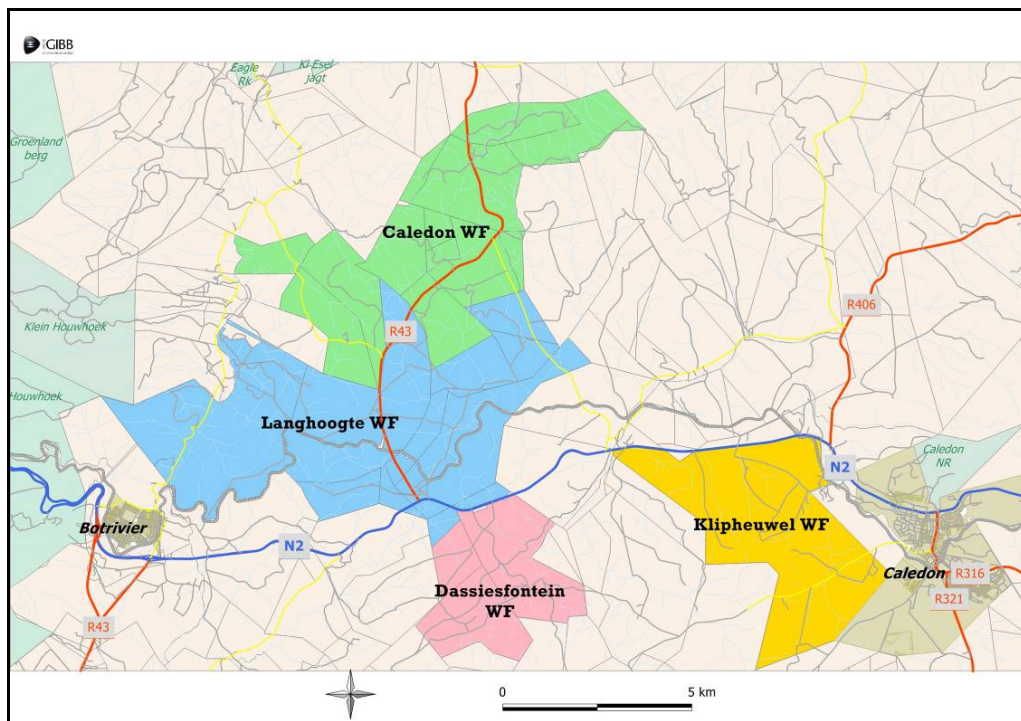 GIBB
Eagle
Rk
Kl Esel
jagt
Groenland
berg
Caledon WF
R406
Klein Houwhoek
R43
Houwhoek
Langhoogte WF
Caledon
NR
N2
Botrivier
Klipheuwel WF
N2
Dassiesfontein
WF
Caledon
R316
R321
R43
0
5 km